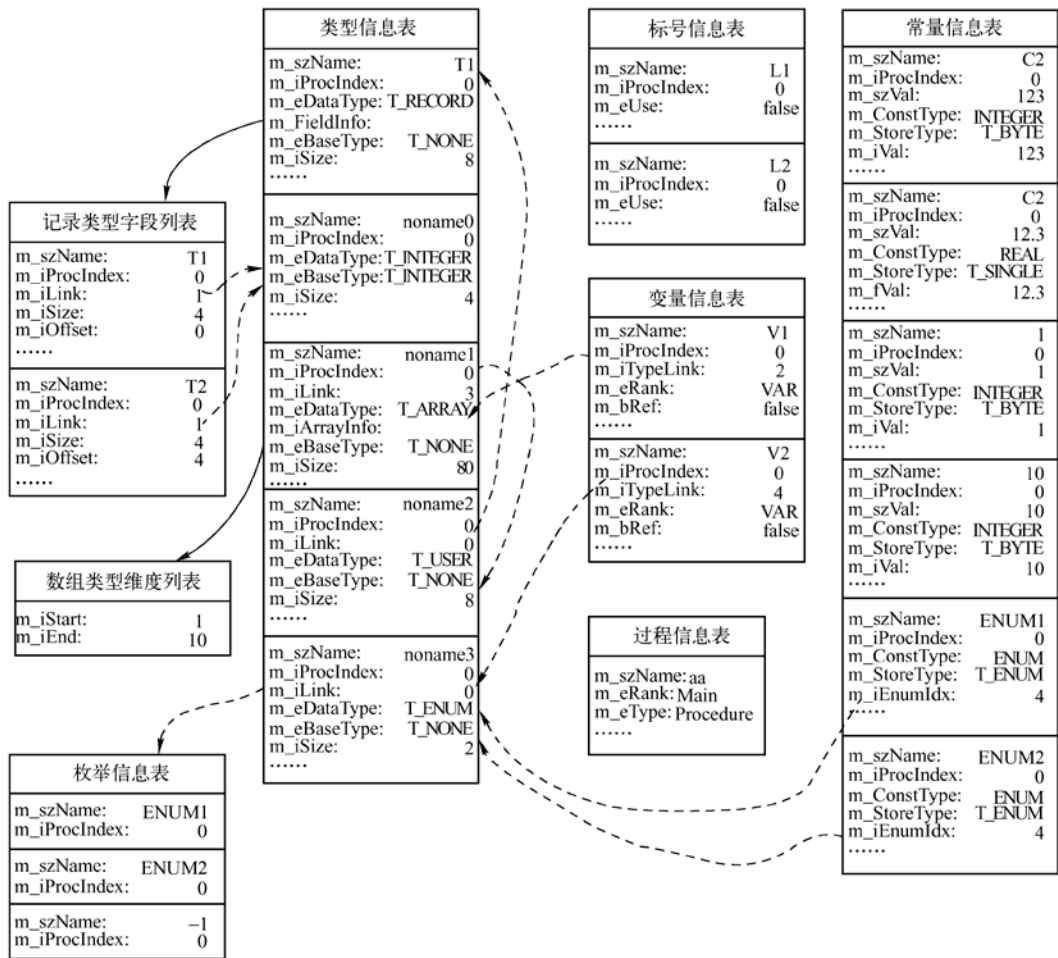 类型信息表
m_szName: T1
m_iProcIndex: 0
m_eDataType: T_RECORD
m_FieldInfo:
m_eBaseType: T_NONE
m_iSize: 8
……
m_szName: noname0
m_iProcIndex: 0
m_eDataType: T_INTEGER
m_eBaseType: T_INTEGER
m_iSize: 4
……
m_szName: noname1
m_iProcIndex: 0
m_iLink: 3
m_eDataType: T_ARRAY
m_iArrayInfo:
m_eBaseType: T_NONE
m_iSize: 80
……
m_szName: noname2
m_iProcIndex: 0
m_iLink: 0
m_eDataType: T_USER
m_eBaseType: T_NONE
m_iSize: 8
……
m_szName: noname3
m_iProcIndex: 0
m_iLink: 0
m_eDataType: T_ENUM
m_eBaseType: T_NONE
m_iSize: 2
……
记录类型字段列表
m_szName: T1
m_iProcIndex: 0
m_iLink: 1
m_iSize: 4
m_iOffset: 0
……
m_szName: T2
m_iProcIndex: 0
m_iLink: 1
m_iSize: 4
m_iOffset: 4
……
数组类型维度列表
m_iStart: 1
m_iEnd: 10
枚举信息表
m_szName: ENUM1
m_iProcIndex: 0
m_szName: ENUM2
m_iProcIndex: 0
m_szName: –1
m_iProcIndex: 0
标号信息表
m_szName: L1
m_iProcIndex: 0
m_eUse: false
……
m_szName: L2
m_iProcIndex: 0
m_eUse: false
……
变量信息表
m_szName: V1
m_iProcIndex: 0
m_iTypeLink: 2
m_eRank: VAR
m_bRef: false
……
m_szName: V2
m_iProcIndex: 0
m_iTypeLink: 4
m_eRank: VAR
m_bRef: false
……
过程信息表
m_szName: aa
m_eRank: Main
m_eType: Procedure
……
常量信息表
m_szName: C2
m_iProcIndex: 0
m_szVal: 123
m_ConstType: INTEGER
m_StoreType: T_BYTE
m_iVal: 123
……
m_szName: C2
m_iProcIndex: 0
m_szVal: 12.3
m_ConstType: REAL
m_StoreType: T_SINGLE
m_fVal: 12.3
……
m_szName: 1
m_iProcIndex: 0
m_szVal: 1
m_ConstType: INTEGER
m_StoreType: T_BYTE
m_iVal: 1
……
m_szName: 10
m_iProcIndex: 0
m_szVal: 10
m_ConstType: INTEGER
m_StoreType: T_BYTE
m_iVal: 10
……
m_szName: ENUM1
m_iProcIndex: 0
m_ConstType: ENUM
m_StoreType: T_ENUM
m_iEnumIdx: 4
……
m_szName: ENUM2
m_iProcIndex: 0
m_ConstType: ENUM
m_StoreType: T_ENUM
m_iEnumIdx: 4
……